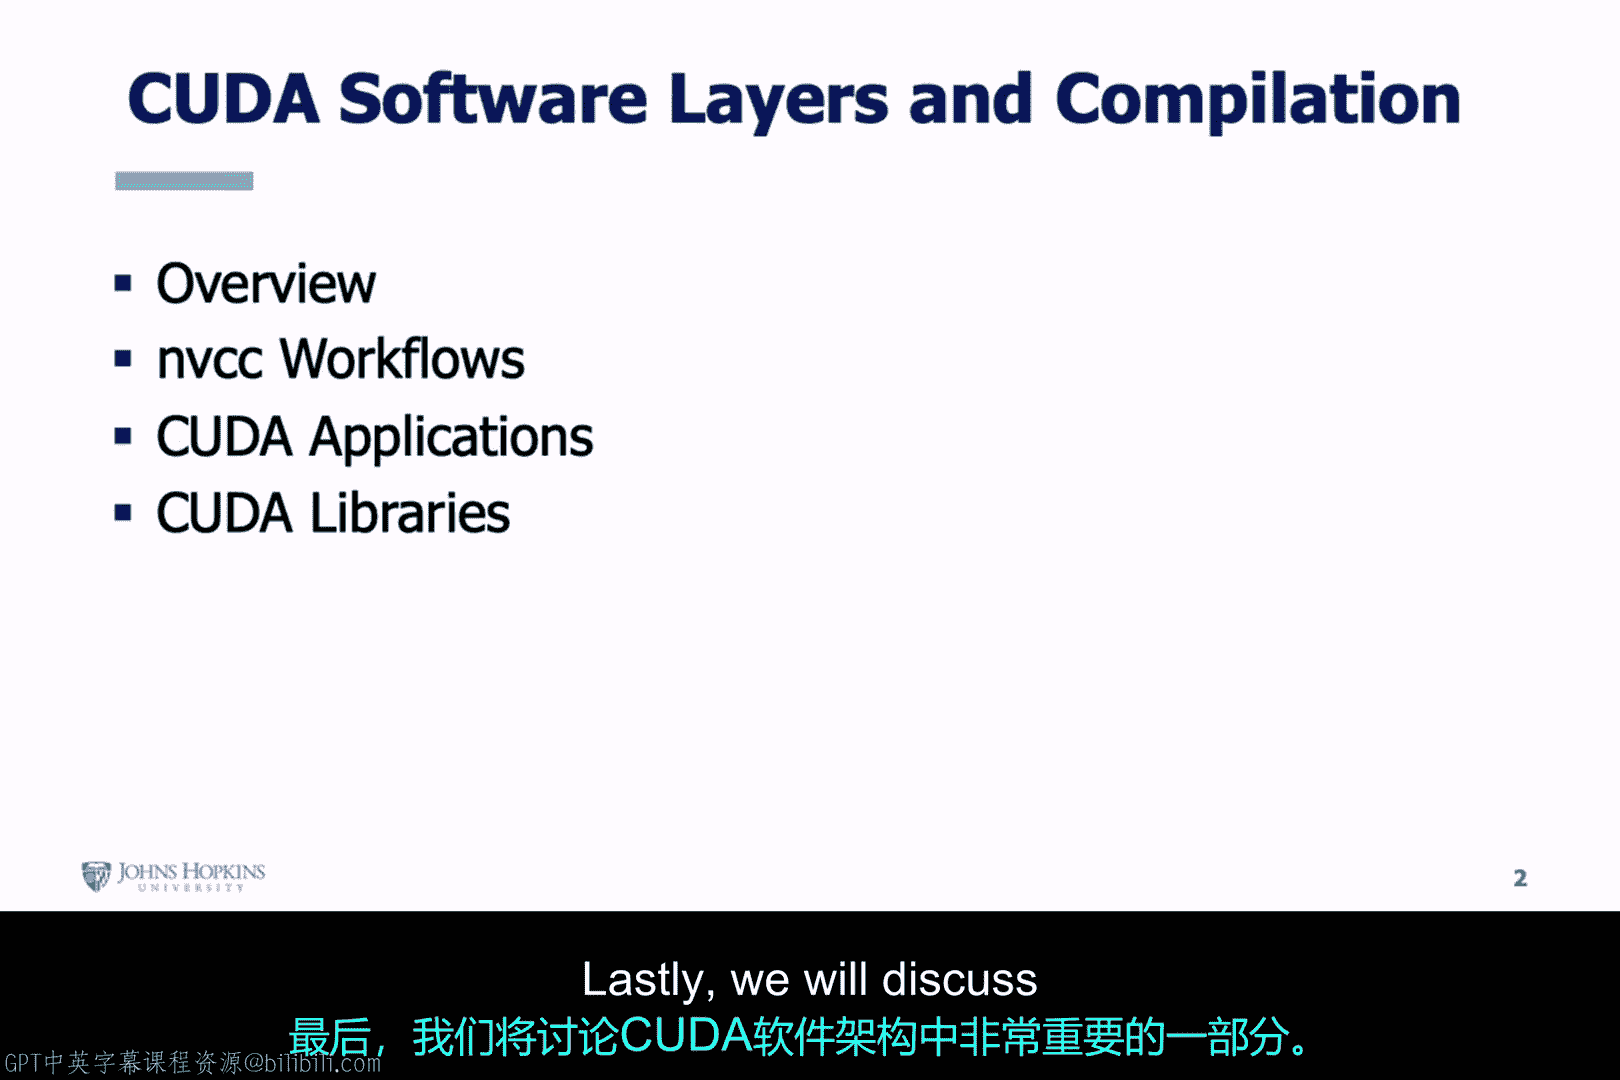 CUDA Software Layers and Compilation
Overview
nvcc Workflows
CUDA Applications
CUDA Libraries
JOHNS HOPKINS
UNIVERSITY
2
Lastly, we will discuss
最后，我们将讨论CUDA软件架构中非常重要的一部分。
GPT中英字幕课程资源@bilibili.com